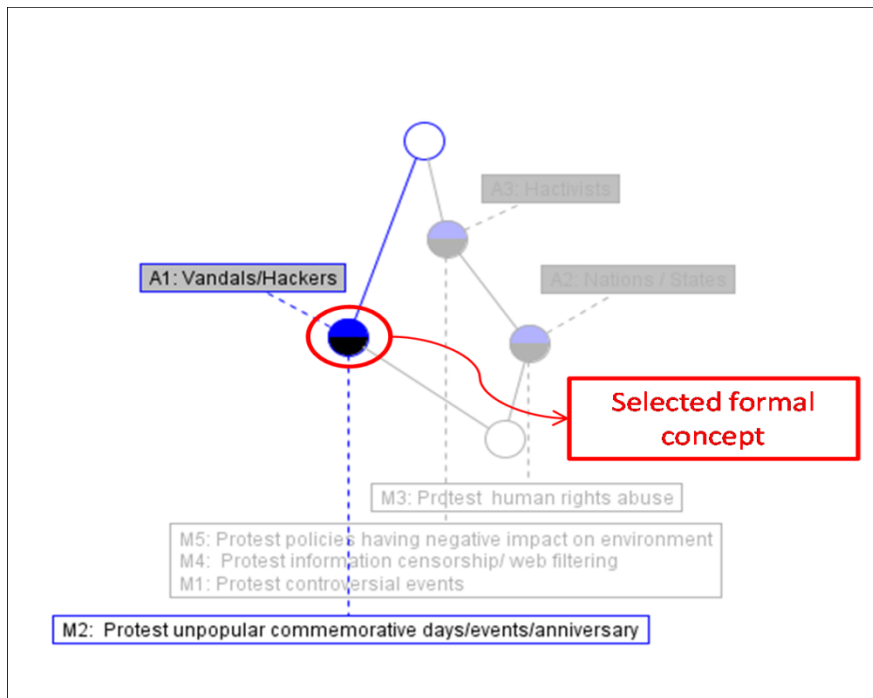 A3: Hactivists
A1: Vandals/Hackers
A2: Nations / States
Selected formal
concept
M3: Protest human rights abuse
M5: Protest policies having negative impact on environment
M4: Protest information censorship/ web filtering
M1: Protest controversial events
M2: Protest unpopular commemorative days/events/anniversary